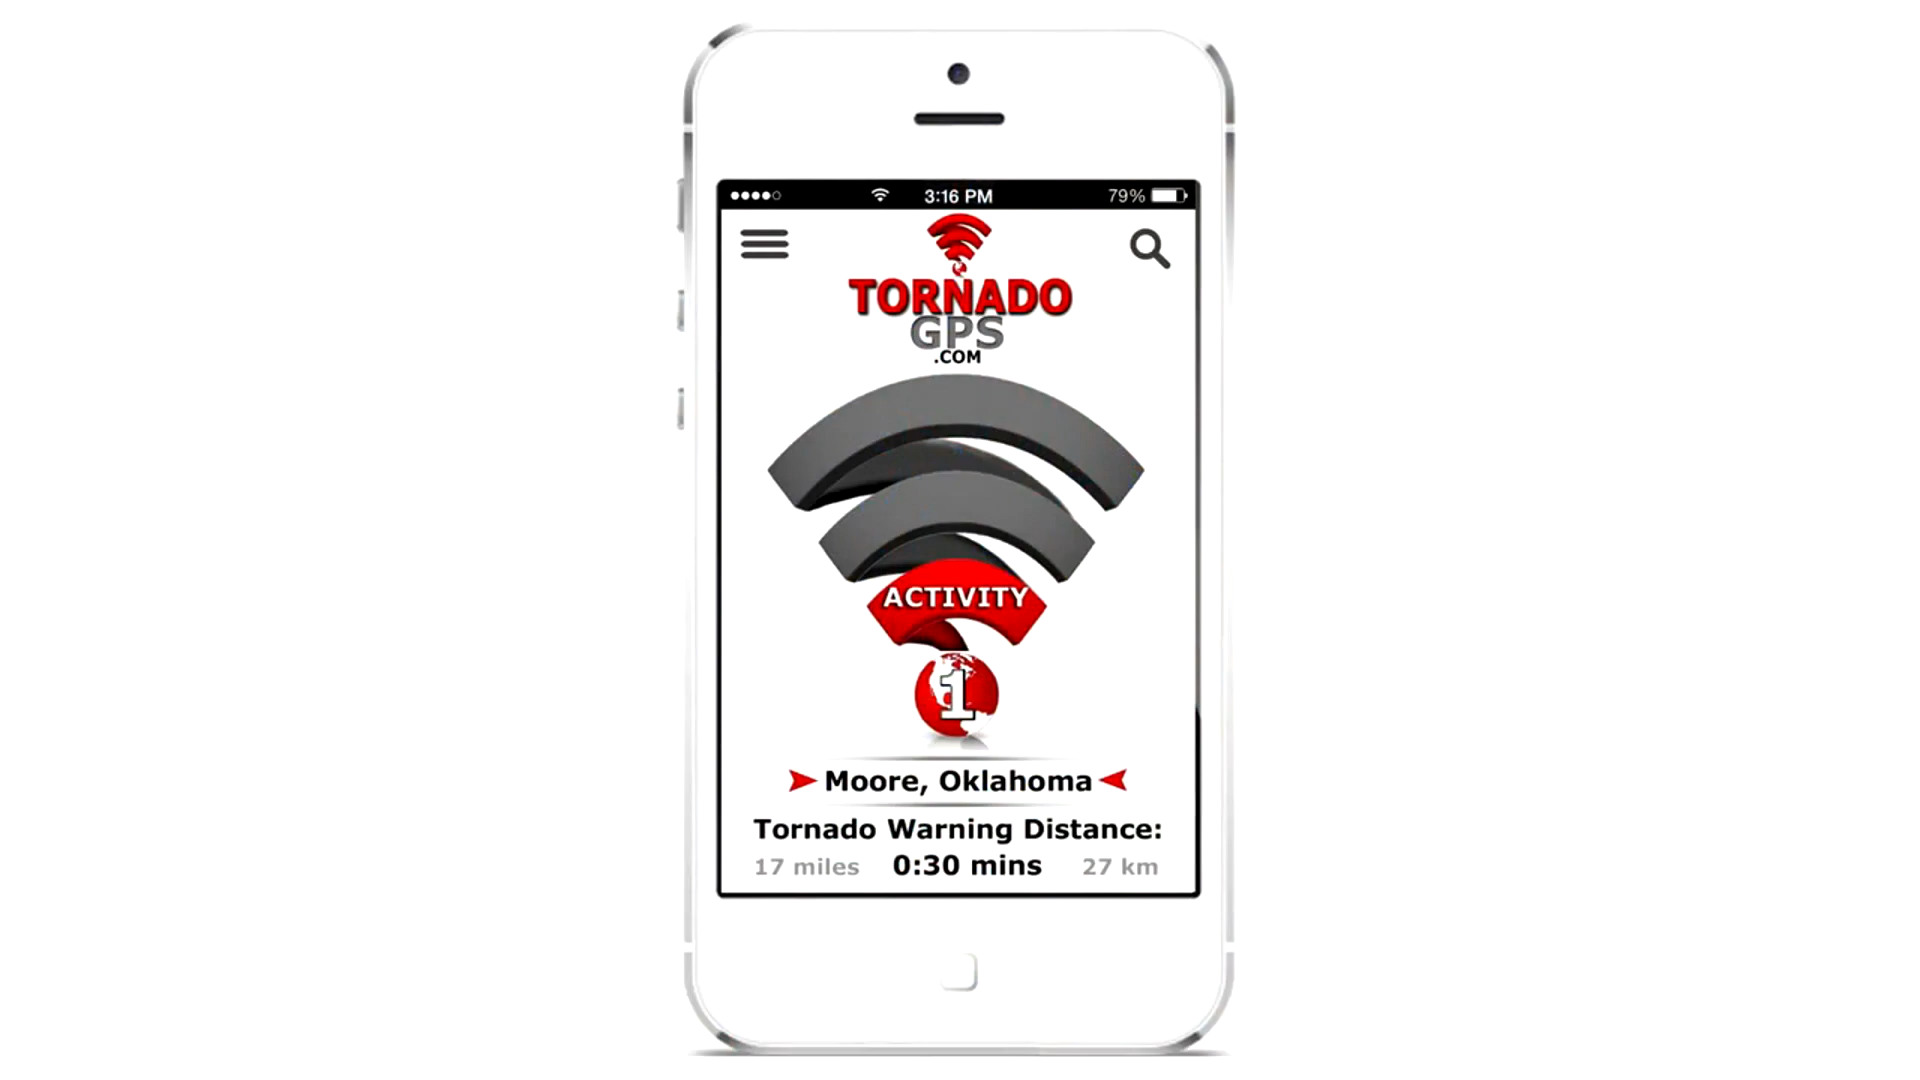 3:16 PM 79%
TORNADO
GPS
.COM
ACTIVITY
1
Moore, Oklahoma
Tornado Warning Distance:
17 miles 0:30 mins 27 km